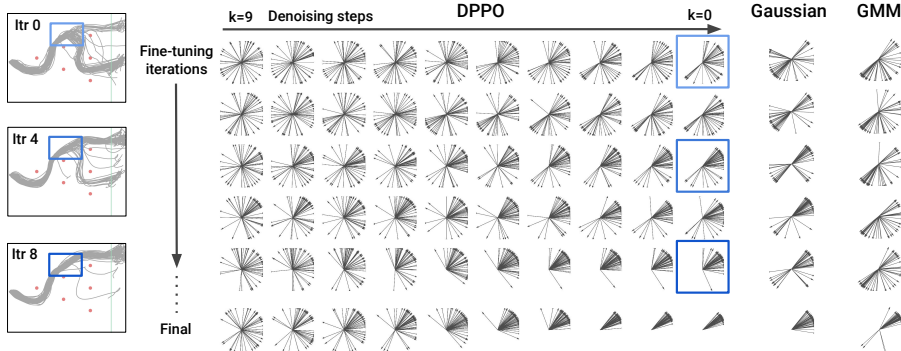 Itr 0
Itr 4
Itr 8
k=9 Denoising steps DPPO k=0 Gaussian GMM
Fine-tuning
iterations
Final